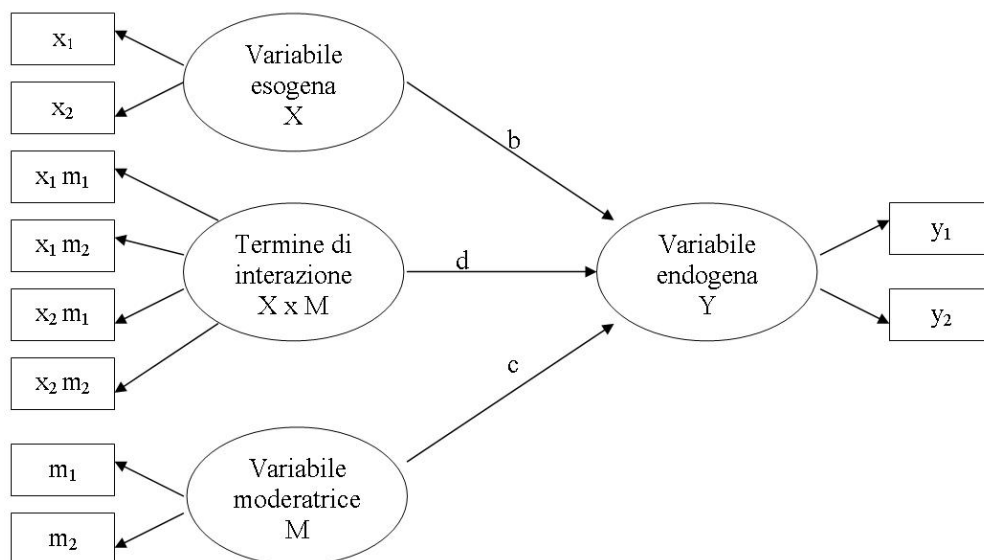 x₁
x₂
x₁ m₁
x₁ m₂
x₂ m₁
x₂ m₂
m₁
m₂
Variabile
esogena
X
Termine di
interazione
X x M
Variabile
moderatrice
M
b
d
c
Variabile
endogena
Y
y₁
y₂